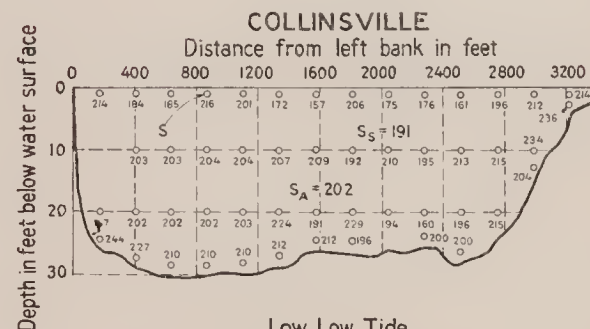 COLLINSVILLE
Distance from left bank in feet
0 400 800 1200 1600 2000 2400 2800 3200
Depth in feet below water surface
0
214 184 165 216 201 172 157 206 175 176 161 196 212 214
236
S
S_S = 191
10
203 203 204 204 207 209 192 210 195 213 215 234
204
S_A = 202
20
7 202 202 202 203 224 191 229 194 160 196 215
244 227 210 210 210 212 212 196 200 200
30
Low Low Tide